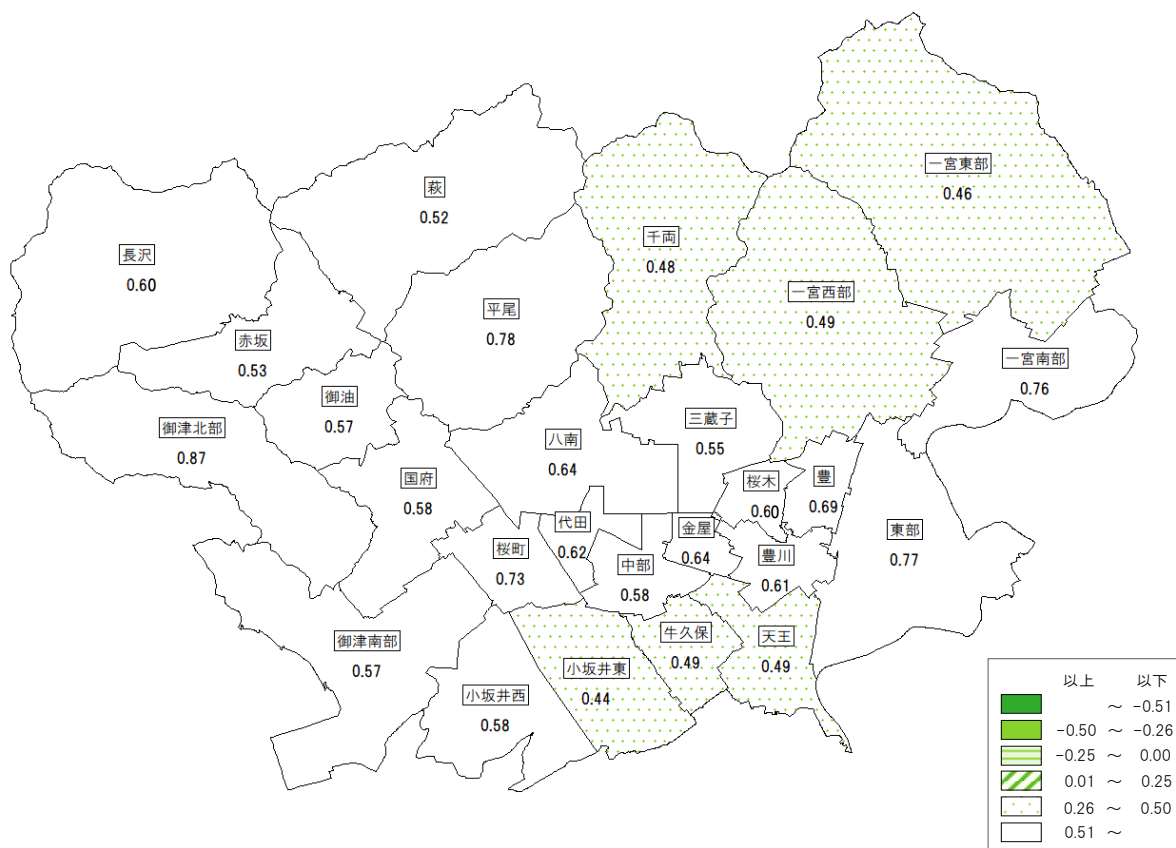 一宮東部
0.46
萩
0.52
千両
0.48
長沢
0.60
一宮西部
0.49
平尾
0.78
赤坂
0.53
一宮南部
0.76
御油
0.57
三蔵子
0.55
御津北部
0.87
八南
0.64
国府
0.58
桜木
0.60
豊
0.69
代田
0.62
金屋
0.64
東部
0.77
桜町
0.73
中部
0.58
豊川
0.61
御津南部
0.57
牛久保
0.49
天王
0.49
小坂井東
0.44
小坂井西
0.58
以上 以下
～ -0.51
-0.50 ～ -0.26
-0.25 ～ 0.00
0.01 ～ 0.25
0.26 ～ 0.50
0.51 ～